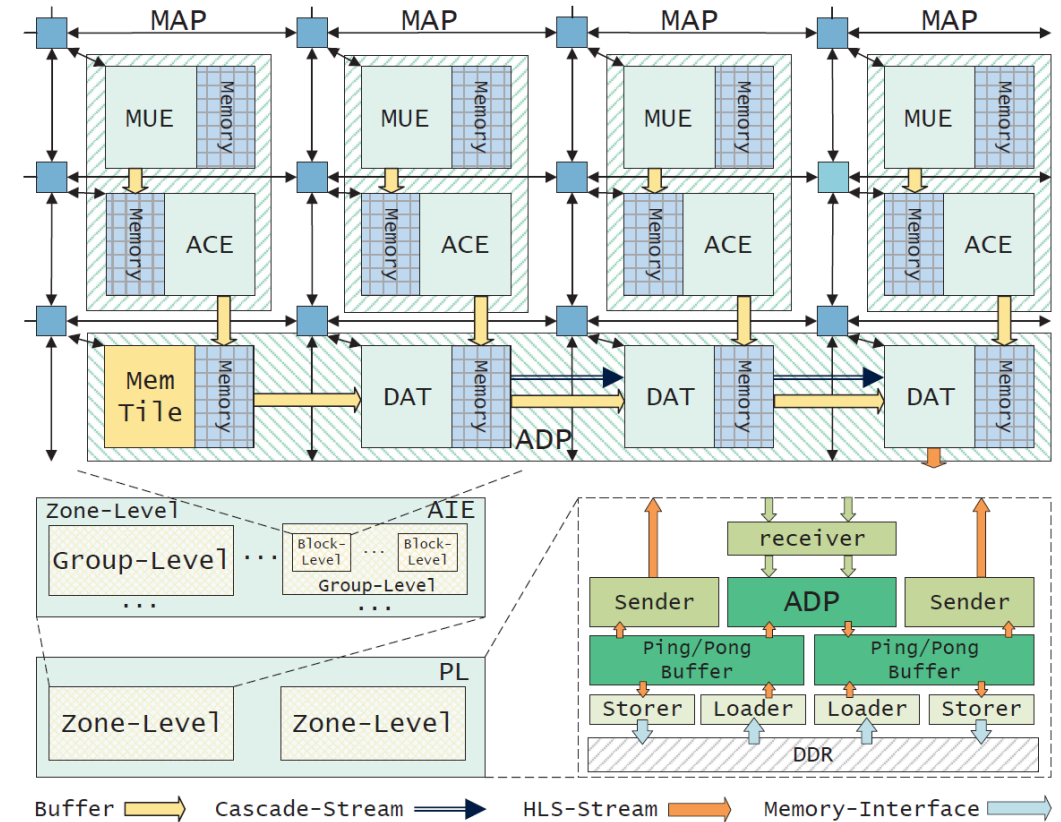 MAP MAP MAP MAP
MUE Memory MUE Memory MUE Memory MUE Memory
Memory ACE Memory ACE Memory ACE Memory ACE
Mem
Tile
Memory DAT Memory DAT Memory DAT
ADP
Zone-Level AIE
Group-Level ... Block-
Level ... Block-
Level
Group-Level
... ...
PL
Zone-Level Zone-Level
receiver
Sender ADP Sender
Ping/Pong
Buffer
Ping/Pong
Buffer
Storer Loader Loader Storer
DDR
Buffer Cascade-Stream HLS-Stream Memory-Interface